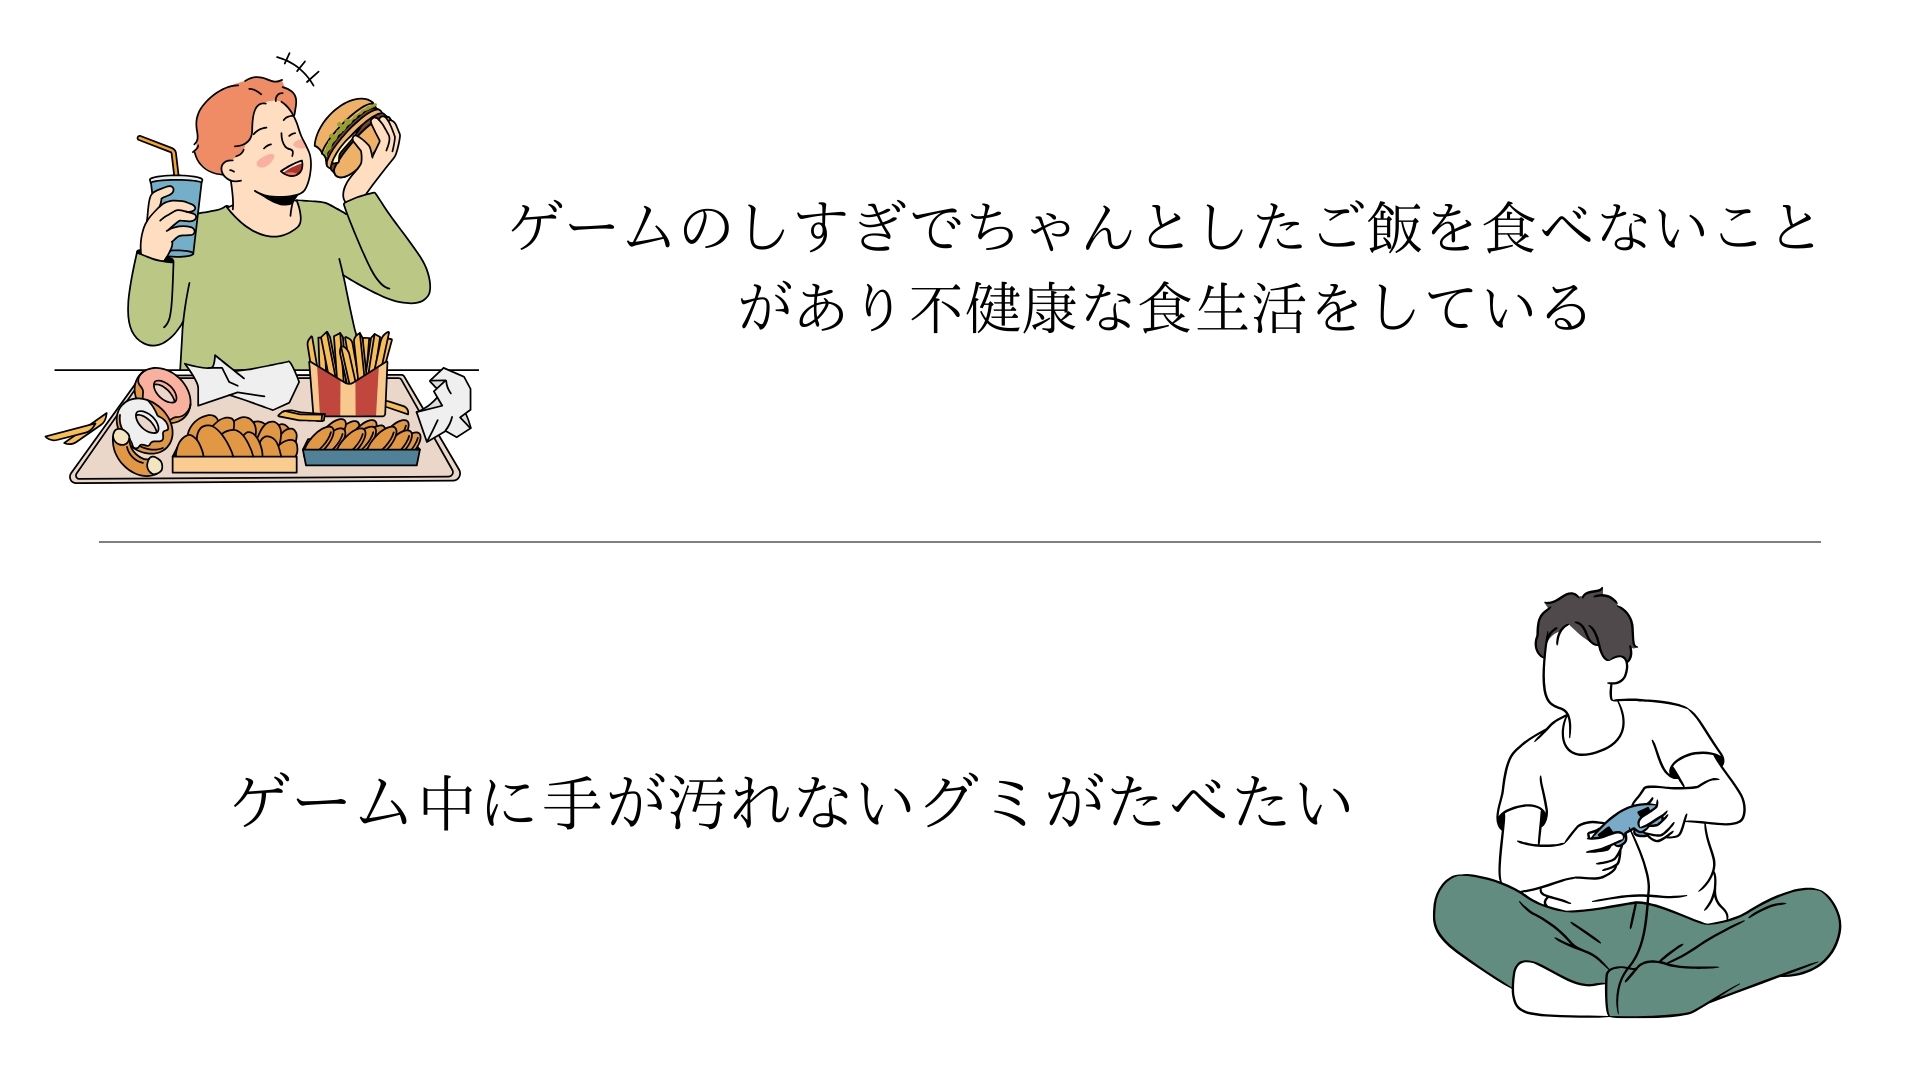 ゲームのしすぎでちゃんとしたご飯を食べないこと
があり不健康な食生活をしている
ゲーム中に手が汚れないグミがたべたい